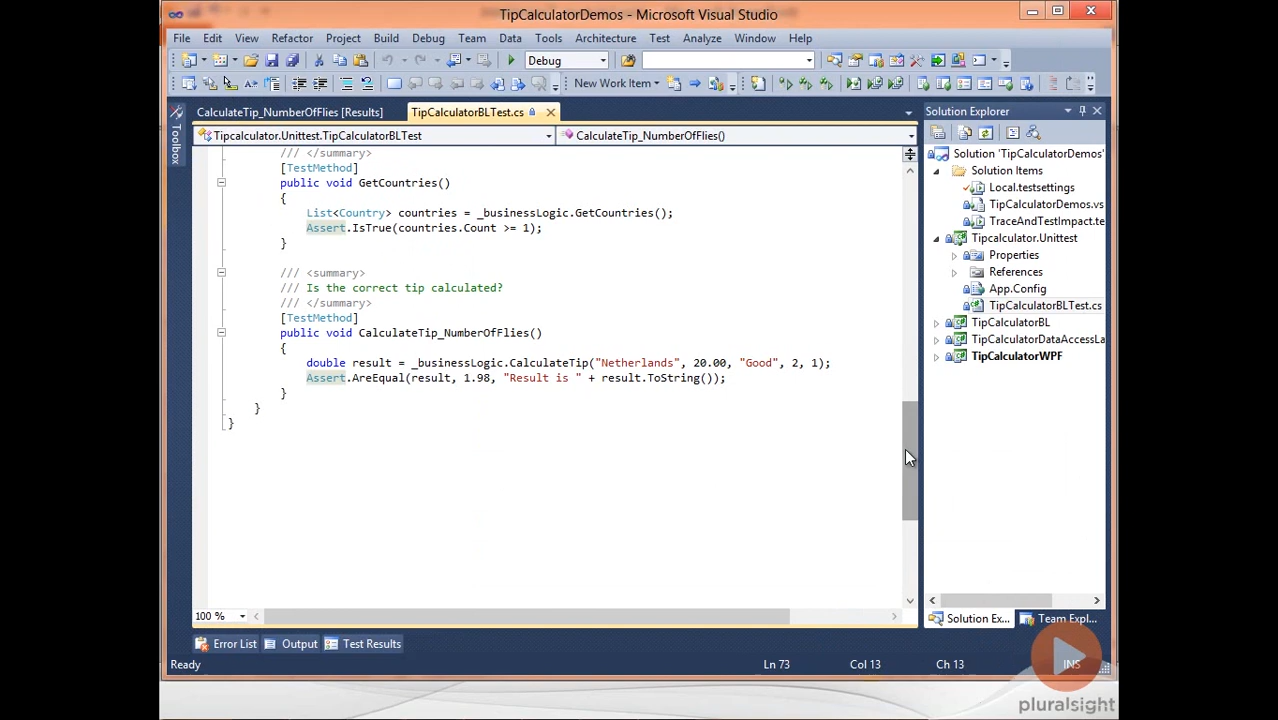 TipCalculatorDemos - Microsoft Visual Studio
File Edit View Refactor Project Build Debug Team Data Tools Architecture Test Analyze Window Help
Debug
New Work Item
CalculateTip_NumberOfFlies [Results] TipCalculatorBLTest.cs
Toolbox
Tipcalculator.Unittest.TipCalculatorBLTest CalculateTip_NumberOfFlies()
/// </summary>
[TestMethod]
public void GetCountries()
{
List<Country> countries = _businessLogic.GetCountries();
Assert.IsTrue(countries.Count >= 1);
}
/// <summary>
/// Is the correct tip calculated?
/// </summary>
[TestMethod]
public void CalculateTip_NumberOfFlies()
{
double result = _businessLogic.CalculateTip("Netherlands", 20.00, "Good", 2, 1);
Assert.AreEqual(result, 1.98, "Result is " + result.ToString());
}
}
}
100 %
Solution Explorer
Solution 'TipCalculatorDemos'
Solution Items
Local.testsettings
TipCalculatorDemos.vs
TraceAndTestImpact.te
Tipcalculator.Unittest
Properties
References
App.Config
TipCalculatorBLTest.cs
TipCalculatorBL
TipCalculatorDataAccessLa
TipCalculatorWPF
Solution Ex... Team Expl...
Error List Output Test Results
Ready Ln 73 Col 13 Ch 13 INS
pluralsight